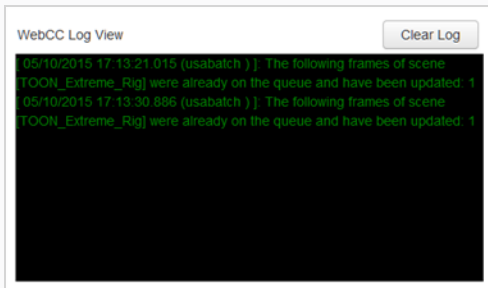 WebCC Log View
Clear Log
[ 05/10/2015 17:13:21.015 (usabatch ) ]: The following frames of scene
[TOON_Extreme_Rig] were already on the queue and have been updated: 1
[ 05/10/2015 17:13:30.886 (usabatch ) ]: The following frames of scene
[TOON_Extreme_Rig] were already on the queue and have been updated: 1